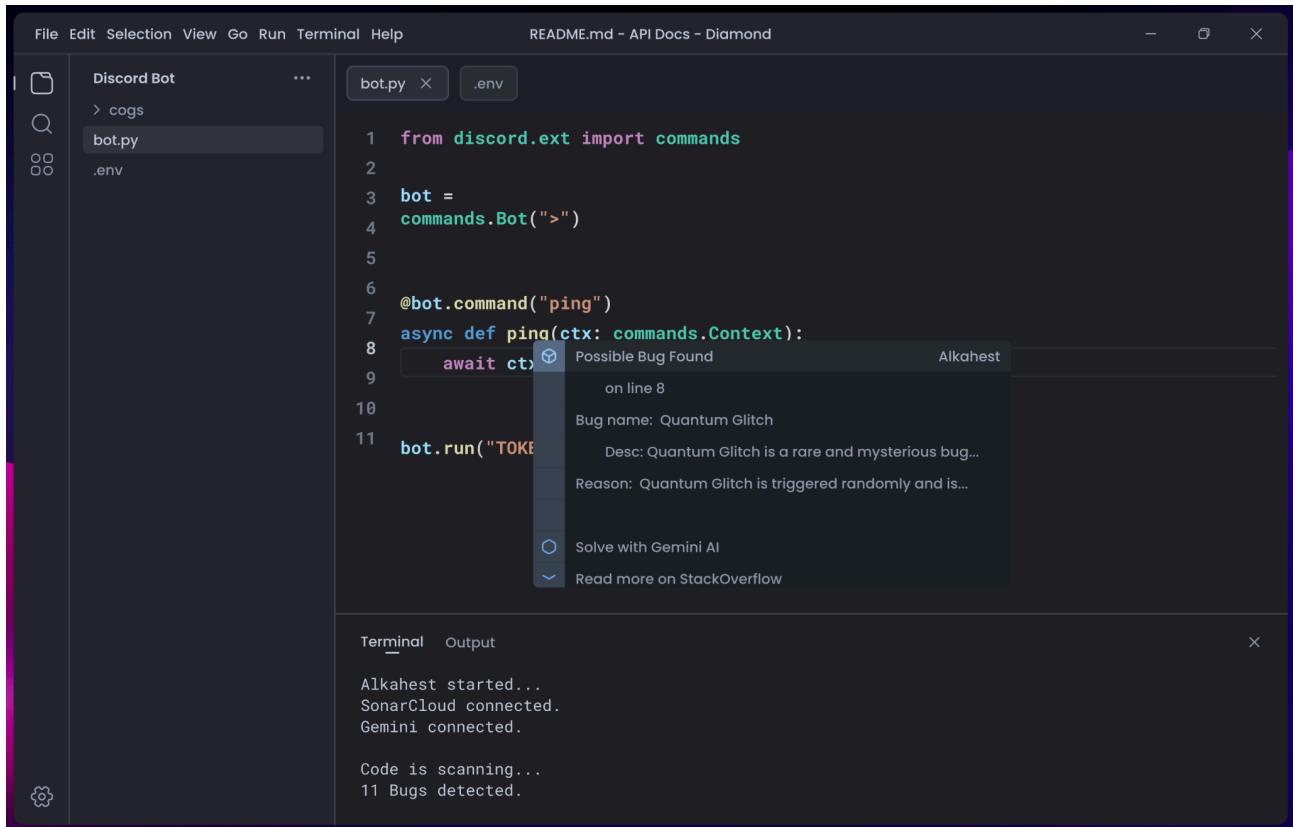 File Edit Selection View Go Run Terminal Help
README.md - API Docs - Diamond
Discord Bot
cogs
bot.py
.env
bot.py
.env
1 from discord.ext import commands
2
3 bot =
4 commands.Bot(">")
5
6
@bot.command("ping")
7
async def ping(ctx: commands.Context):
8
await ctx
9
10
11
bot.run("TOKE
Possible Bug Found Alkahest
on line 8
Bug name: Quantum Glitch
Desc: Quantum Glitch is a rare and mysterious bug...
Reason: Quantum Glitch is triggered randomly and is...
Solve with Gemini AI
Read more on StackOverflow
Terminal Output
Alkahest started...
SonarCloud connected.
Gemini connected.
Code is scanning...
11 Bugs detected.